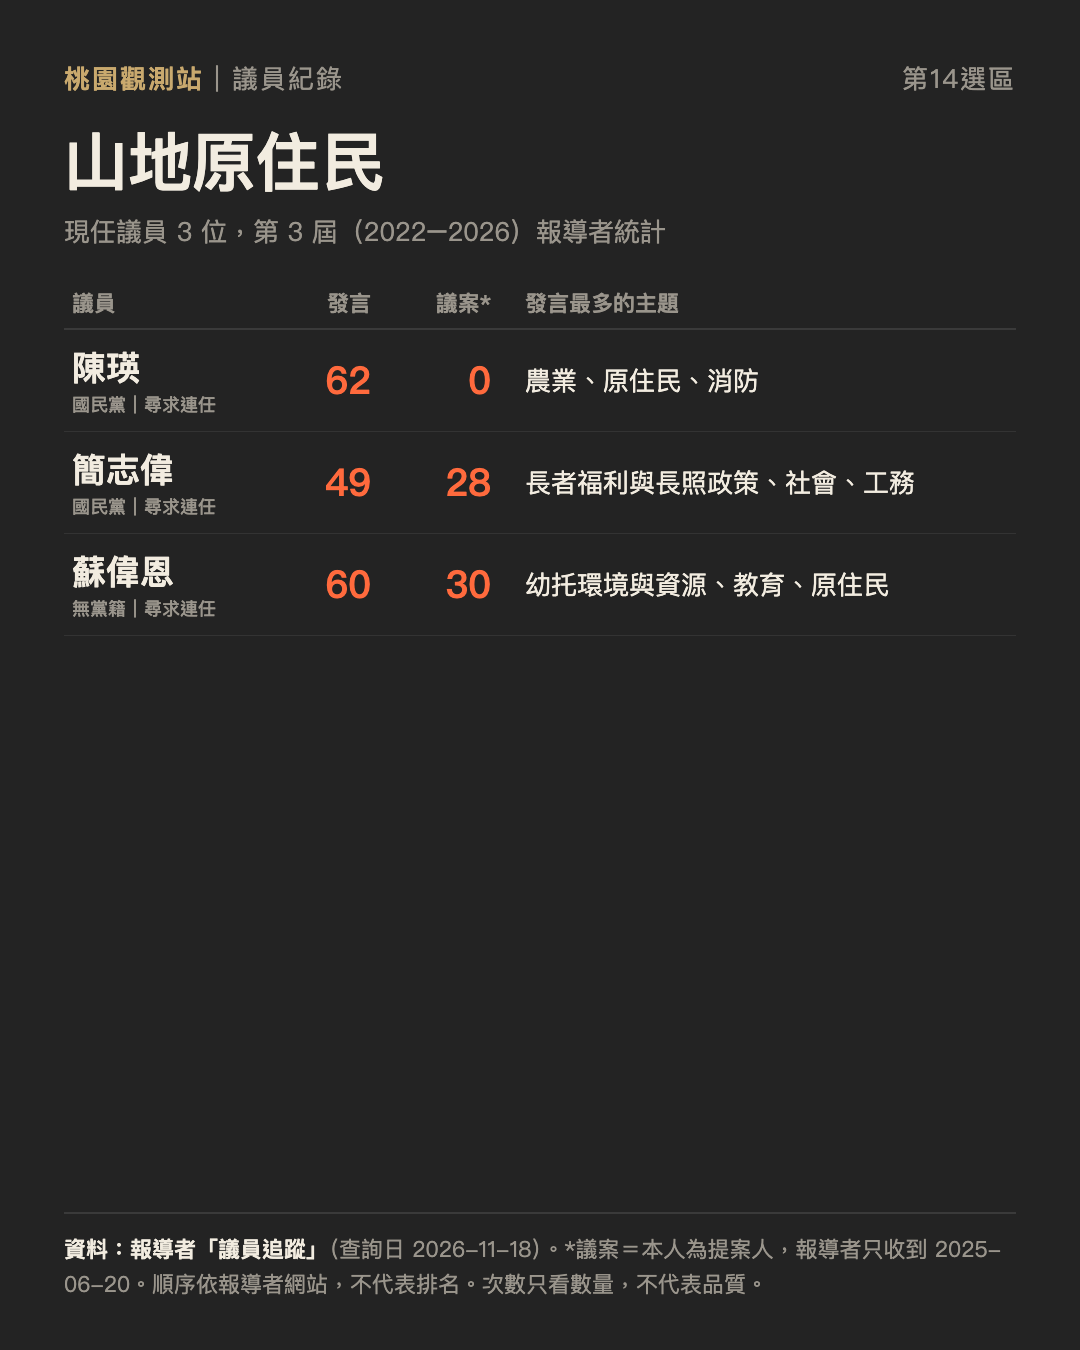 桃園觀測站｜議員紀錄 第14選區
山地原住民
現任議員 3 位，第 3 屆（2022—2026）報導者統計
議員 發言 議案* 發言最多的主題
陳瑛 62 0 農業、原住民、消防
國民黨｜尋求連任
簡志偉 49 28 長者福利與長照政策、社會、工務
國民黨｜尋求連任
蘇偉恩 60 30 幼托環境與資源、教育、原住民
無黨籍｜尋求連任
資料：報導者「議員追蹤」（查詢日 2026–11–18）。*議案＝本人為提案人，報導者只收到 2025–
06–20。順序依報導者網站，不代表排名。次數只看數量，不代表品質。